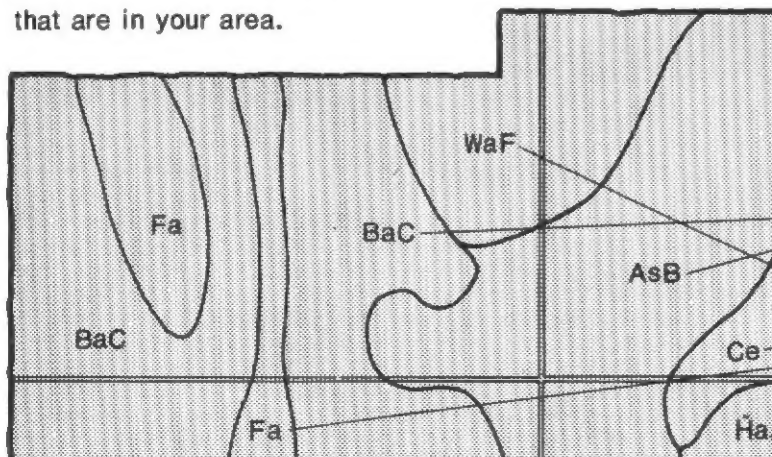 that are in your area.
WaF
Fa
BaC
AsB
BaC
Ce
Fa
Ha